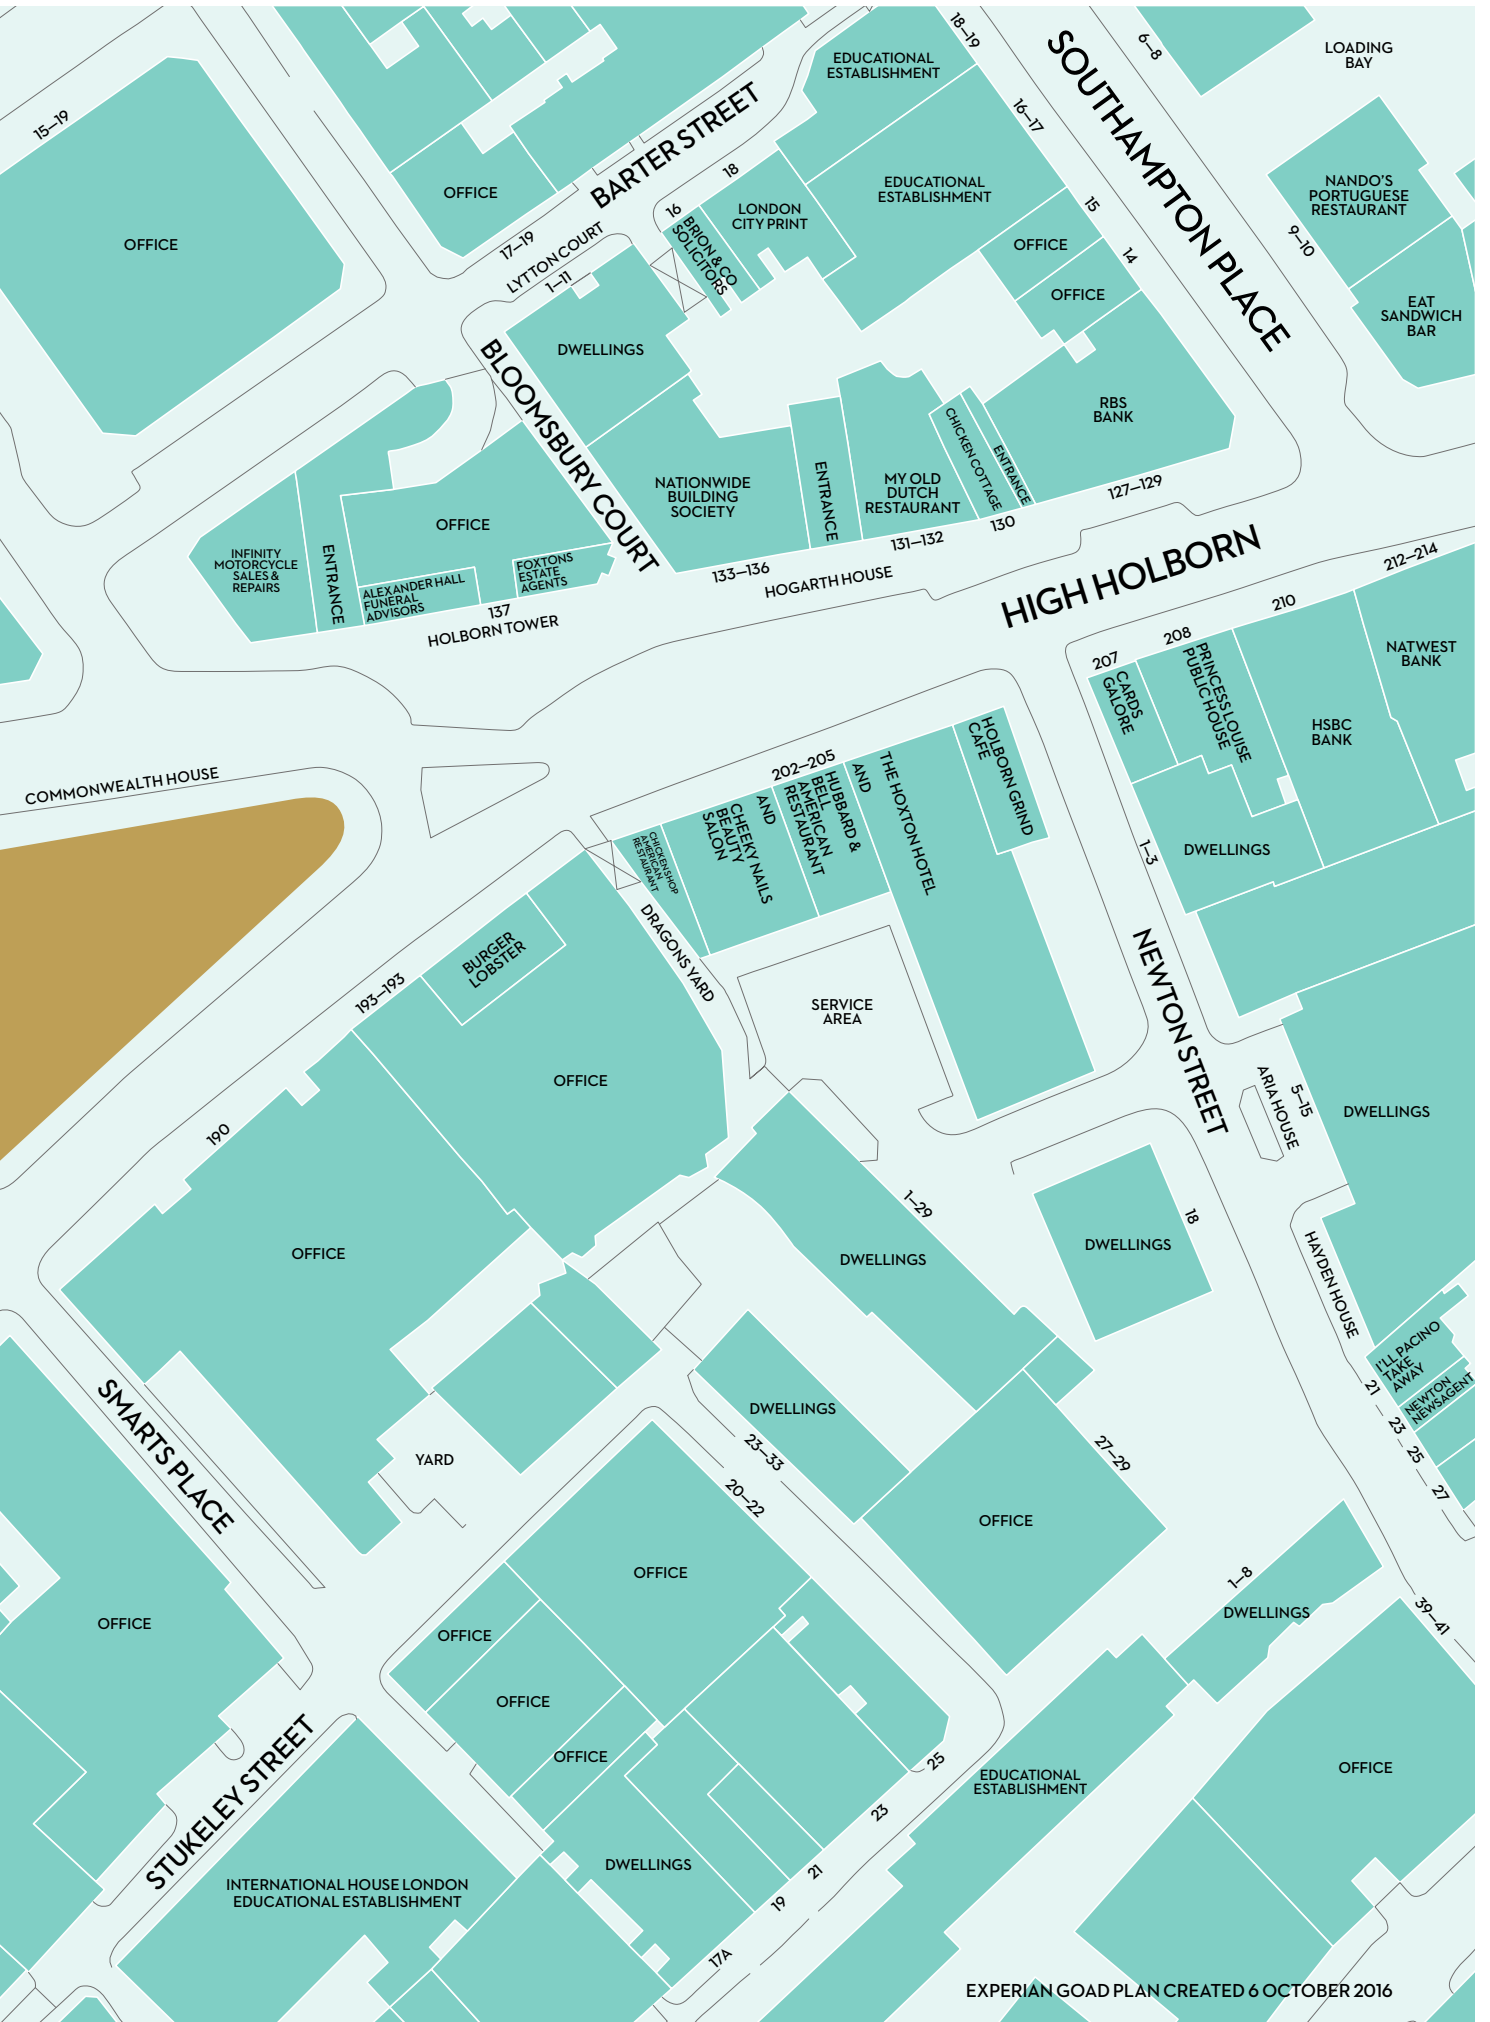 18–19
6–8
SOUTHAMPTON PLACE
LOADING
BAY
EDUCATIONAL
ESTABLISHMENT
15–19
16–17
BARTER STREET
18
OFFICE
EDUCATIONAL
ESTABLISHMENT
NANDO'S
PORTUGUESE
RESTAURANT
15
16
LONDON
CITY PRINT
BRION & CO
SOLICITORS
OFFICE
17–19
LYTTON COURT
1–11
OFFICE
14
9–10
OFFICE
EAT
SANDWICH
BAR
DWELLINGS
BLOOMSBURY COURT
RBS
BANK
CHICKEN COTTAGE
ENTRANCE
NATIONWIDE
BUILDING
SOCIETY
ENTRANCE
MY OLD
DUTCH
RESTAURANT
127–129
130
131–132
OFFICE
INFINITY
MOTORCYCLE
SALES &
REPAIRS
ENTRANCE
ALEXANDER HALL
FUNERAL
ADVISORS
FOXTONS
ESTATE
AGENTS
133–136
HOGARTH HOUSE
137
HOLBORN TOWER
HIGH HOLBORN
212–214
210
208
207
CARDS
GALORE
PRINCESS LOUISE
PUBLIC HOUSE
NATWEST
BANK
HSBC
BANK
COMMONWEALTH HOUSE
202–205
CHICKEN SHOP
AMERICAN
RESTAURANT
CHEEKY NAILS
BEAUTY
SALON
AND
HUBBARD &
BELL
AMERICAN
RESTAURANT
AND
THE HOXTON HOTEL
HOLBORN GRIND
CAFE
1–3
DWELLINGS
BURGER
LOBSTER
193–193
DRAGONS YARD
SERVICE
AREA
NEWTON STREET
OFFICE
190
ARIA HOUSE
5–15
DWELLINGS
1–29
18
OFFICE
DWELLINGS
DWELLINGS
HAYDEN HOUSE
I'LL PACINO
TAKE
AWAY
NEWTON
NEWSAGENT
21
23
25
27
SMARTS PLACE
YARD
DWELLINGS
23–33
20–22
27–29
OFFICE
OFFICE
OFFICE
OFFICE
OFFICE
OFFICE
1–8
DWELLINGS
39–41
STUKELEY STREET
25
23
21
19
17A
EDUCATIONAL
ESTABLISHMENT
OFFICE
DWELLINGS
INTERNATIONAL HOUSE LONDON
EDUCATIONAL ESTABLISHMENT
EXPERIAN GOAD PLAN CREATED 6 OCTOBER 2016